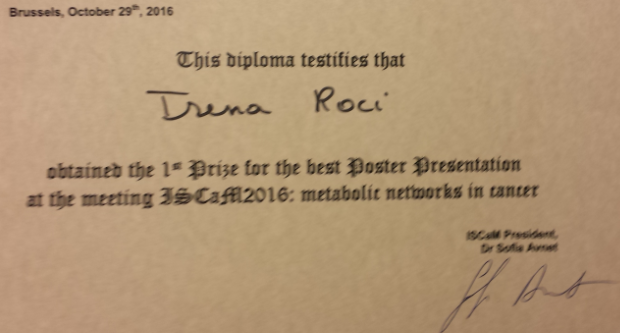 Brussels, October 29th, 2016
This diploma testifies that
Irena Roci
obtained the 1st Prize for the best Poster Presentation
at the meeting ISCaM2016: metabolic networks in cancer
ISCaM President,
Dr Sofia Avnet